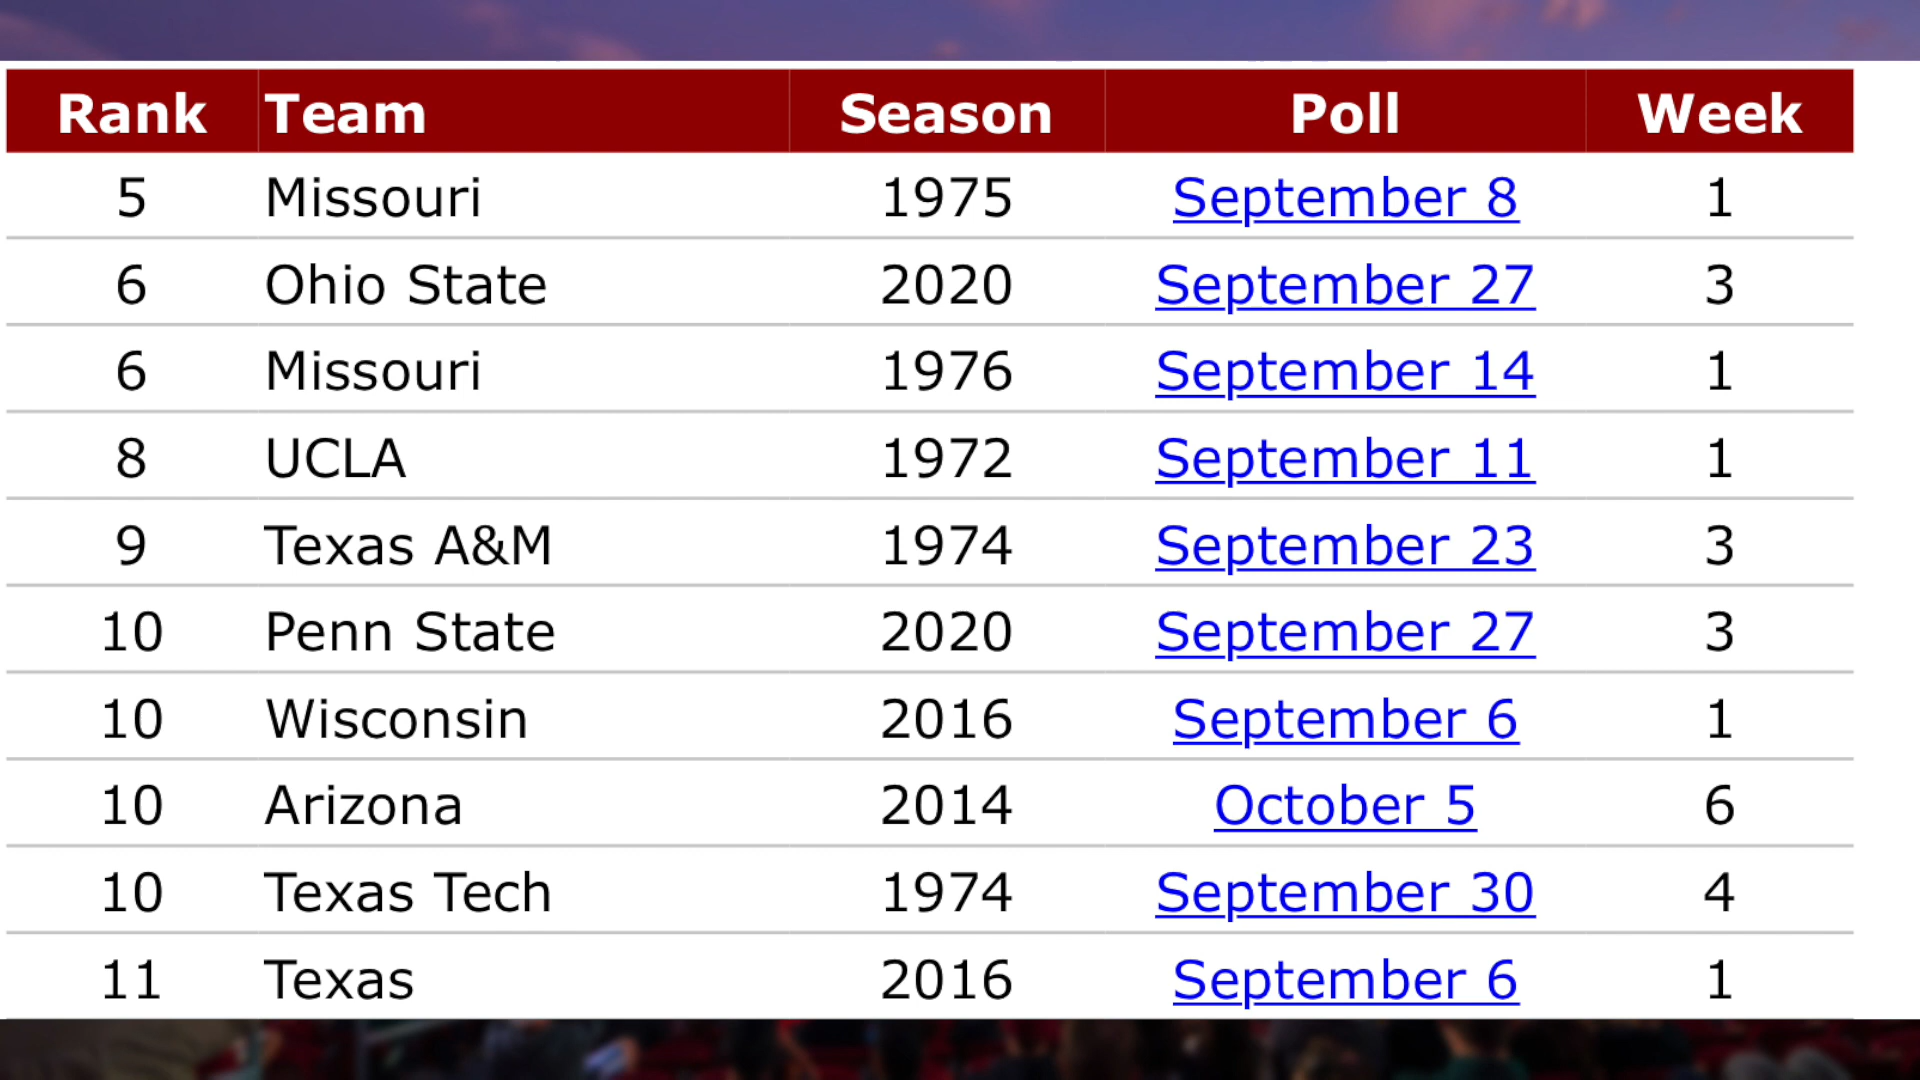 Rank Team Season Poll Week
5 Missouri 1975 September 8 1
6 Ohio State 2020 September 27 3
6 Missouri 1976 September 14 1
8 UCLA 1972 September 11 1
9 Texas A&M 1974 September 23 3
10 Penn State 2020 September 27 3
10 Wisconsin 2016 September 6 1
10 Arizona 2014 October 5 6
10 Texas Tech 1974 September 30 4
11 Texas 2016 September 6 1